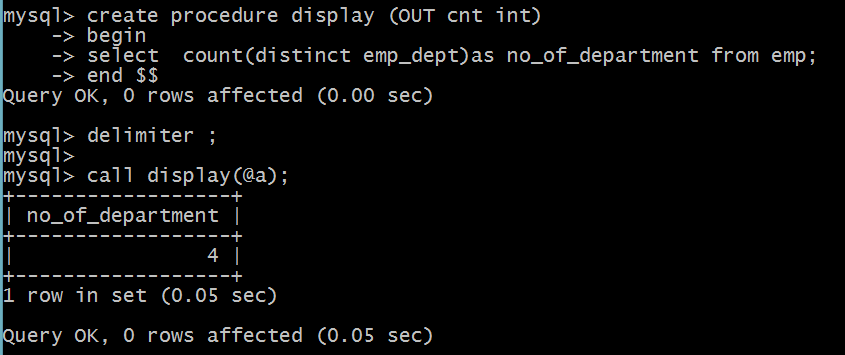 mysql> create procedure display (OUT cnt int)
    -> begin
    -> select  count(distinct emp_dept)as no_of_department from emp;
    -> end $$
Query OK, 0 rows affected (0.00 sec)

mysql> delimiter ;
mysql>
mysql> call display(@a);
+------------------+
| no_of_department |
+------------------+
|                4 |
+------------------+
1 row in set (0.05 sec)

Query OK, 0 rows affected (0.05 sec)